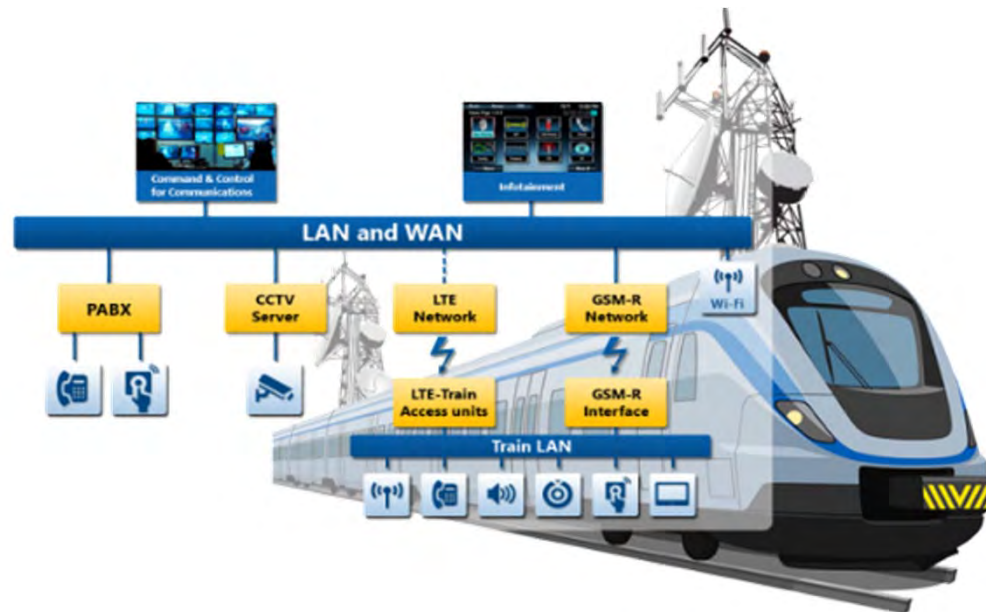 Command & Control
for Communications
Infotainment
LAN and WAN
PABX
CCTV
Server
LTE
Network
GSM-R
Network
Wi-Fi
LTE-Train
Access units
GSM-R
Interface
Train LAN